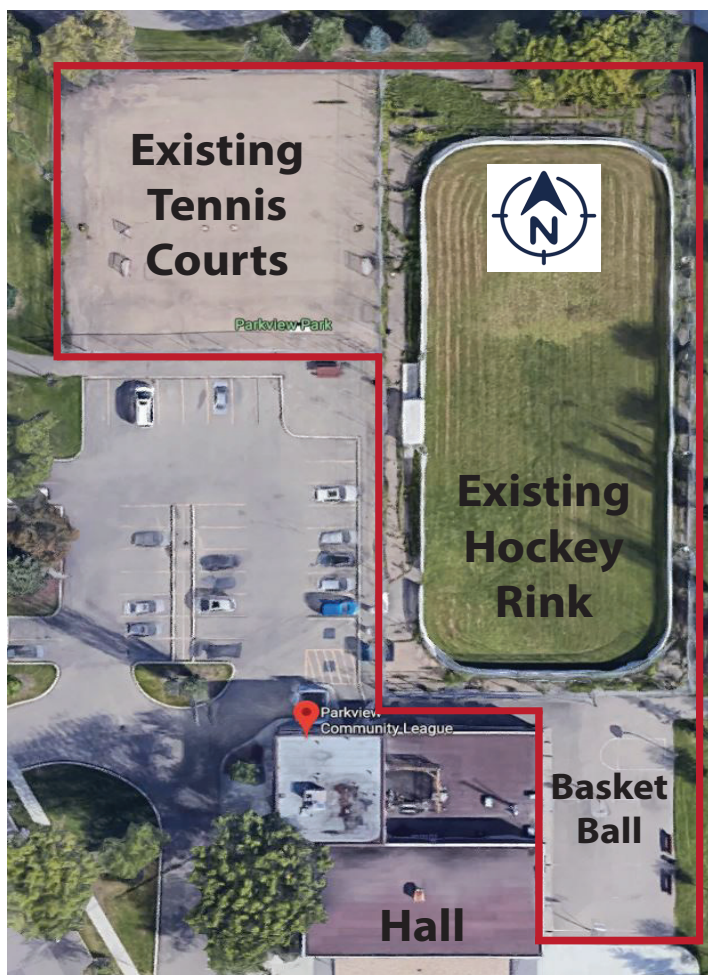 Existing
Tennis
Courts
N
Parkview Park
Existing
Hockey
Rink
Parkview
Community League
Basket
Ball
Hall